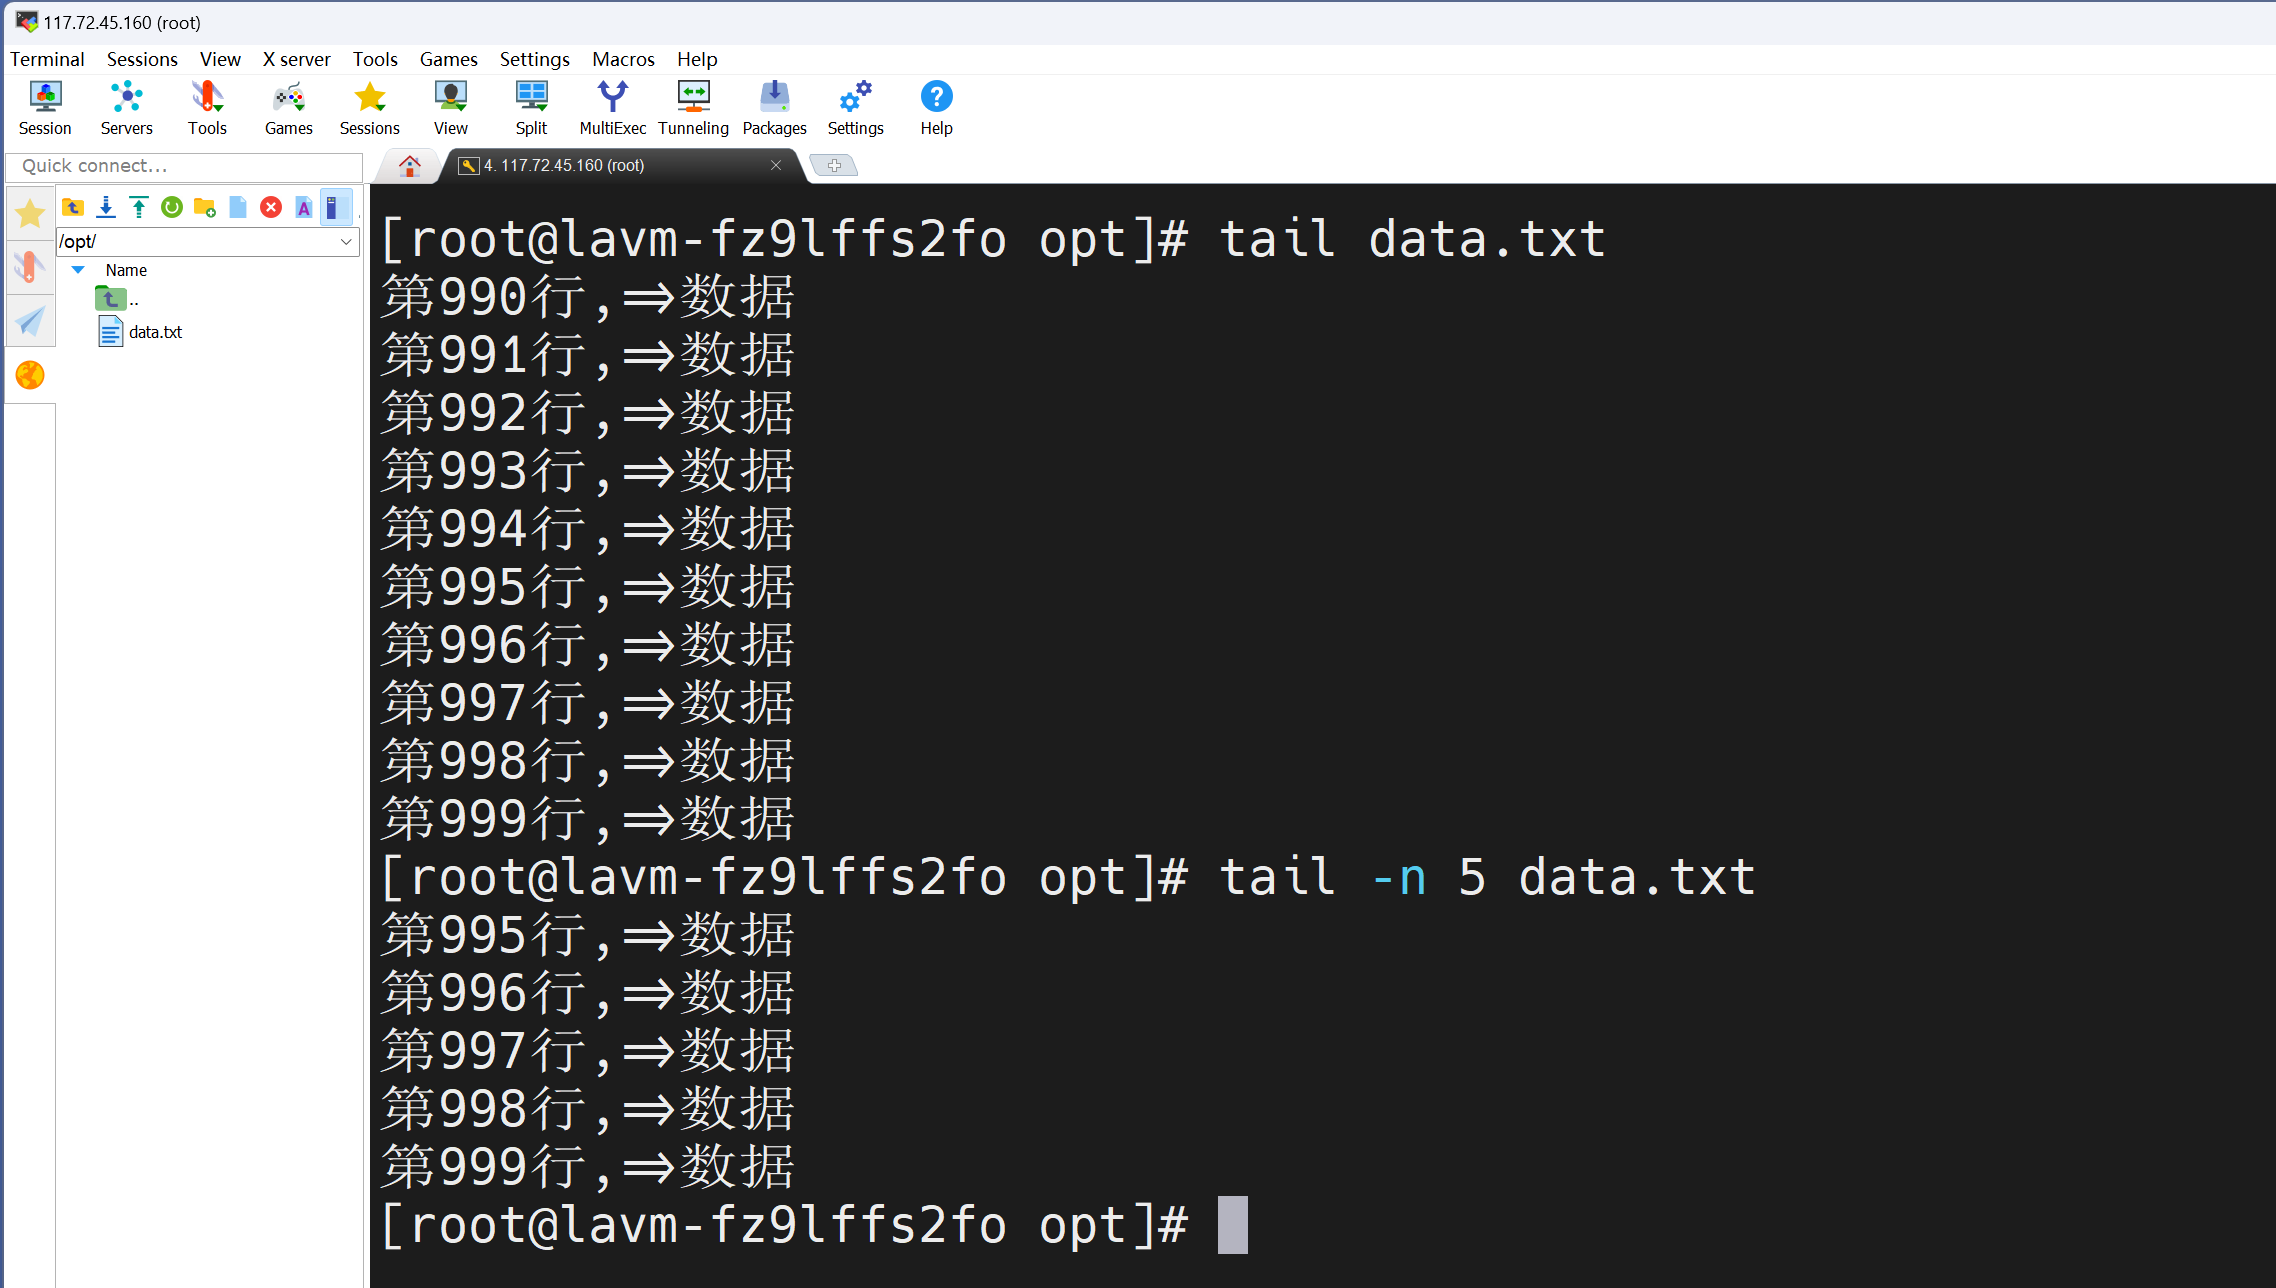 117.72.45.160 (root)
Terminal Sessions View X server Tools Games Settings Macros Help
Session Servers Tools Games Sessions View Split MultiExec Tunneling Packages Settings Help
Quick connect...
4. 117.72.45.160 (root)
/opt/
Name
..
data.txt
[root@lavm-fz9lffs2fo opt]# tail data.txt
第990行,=>数据
第991行,=>数据
第992行,=>数据
第993行,=>数据
第994行,=>数据
第995行,=>数据
第996行,=>数据
第997行,=>数据
第998行,=>数据
第999行,=>数据
[root@lavm-fz9lffs2fo opt]# tail -n 5 data.txt
第995行,=>数据
第996行,=>数据
第997行,=>数据
第998行,=>数据
第999行,=>数据
[root@lavm-fz9lffs2fo opt]#